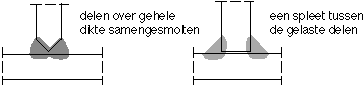 delen over gehele
dikte samengesmolten
een spleet tussen
de gelaste delen